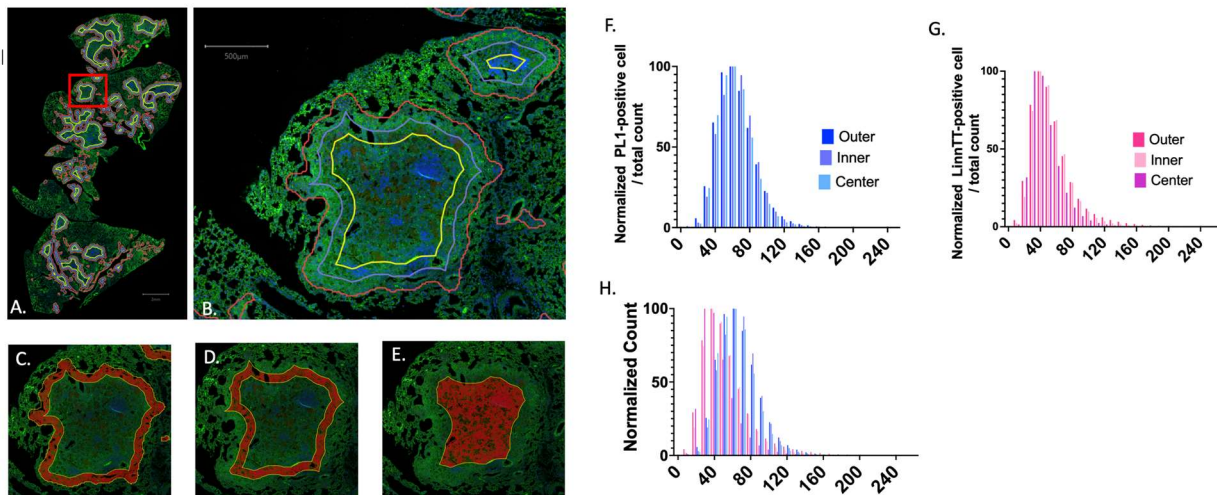 A.
500µm
B.
C.
D.
E.
F.
Normalized PL1-positive cell
/ total count
100
50
0
Outer
Inner
Center
0
40
80
120
160
200
240
G.
Normalized LinnTT-positive cell
/ total count
100
50
0
Outer
Inner
Center
0
40
80
120
160
200
240
H.
Normalized Count
100
50
0
0
40
80
120
160
200
240